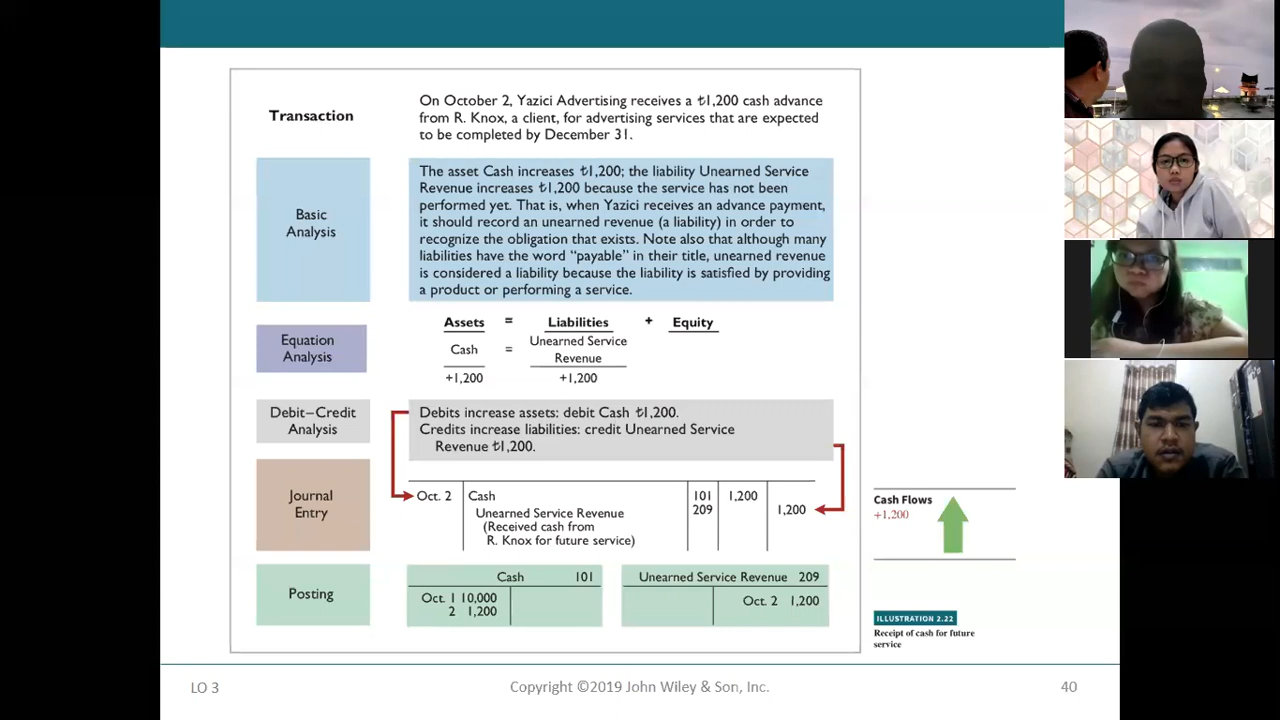 Transaction
On October 2, Yazici Advertising receives a ₺1,200 cash advance
from R. Knox, a client, for advertising services that are expected
to be completed by December 31.
Basic
Analysis
The asset Cash increases ₺1,200; the liability Unearned Service
Revenue increases ₺1,200 because the service has not been
performed yet. That is, when Yazici receives an advance payment,
it should record an unearned revenue (a liability) in order to
recognize the obligation that exists. Note also that although many
liabilities have the word “payable” in their title, unearned revenue
is considered a liability because the liability is satisfied by providing
a product or performing a service.
Equation
Analysis
Assets = Liabilities + Equity
Cash = Unearned Service
Revenue
+1,200 +1,200
Debit–Credit
Analysis
Debits increase assets: debit Cash ₺1,200.
Credits increase liabilities: credit Unearned Service
Revenue ₺1,200.
Journal
Entry
Oct. 2 Cash 101 1,200
Unearned Service Revenue 209 1,200
(Received cash from
R. Knox for future service)
Cash Flows
+1,200
Posting
Cash 101
Oct. 1 10,000
2 1,200
Unearned Service Revenue 209
Oct. 2 1,200
ILLUSTRATION 2.22
Receipt of cash for future
service
LO 3 Copyright ©2019 John Wiley & Son, Inc. 40